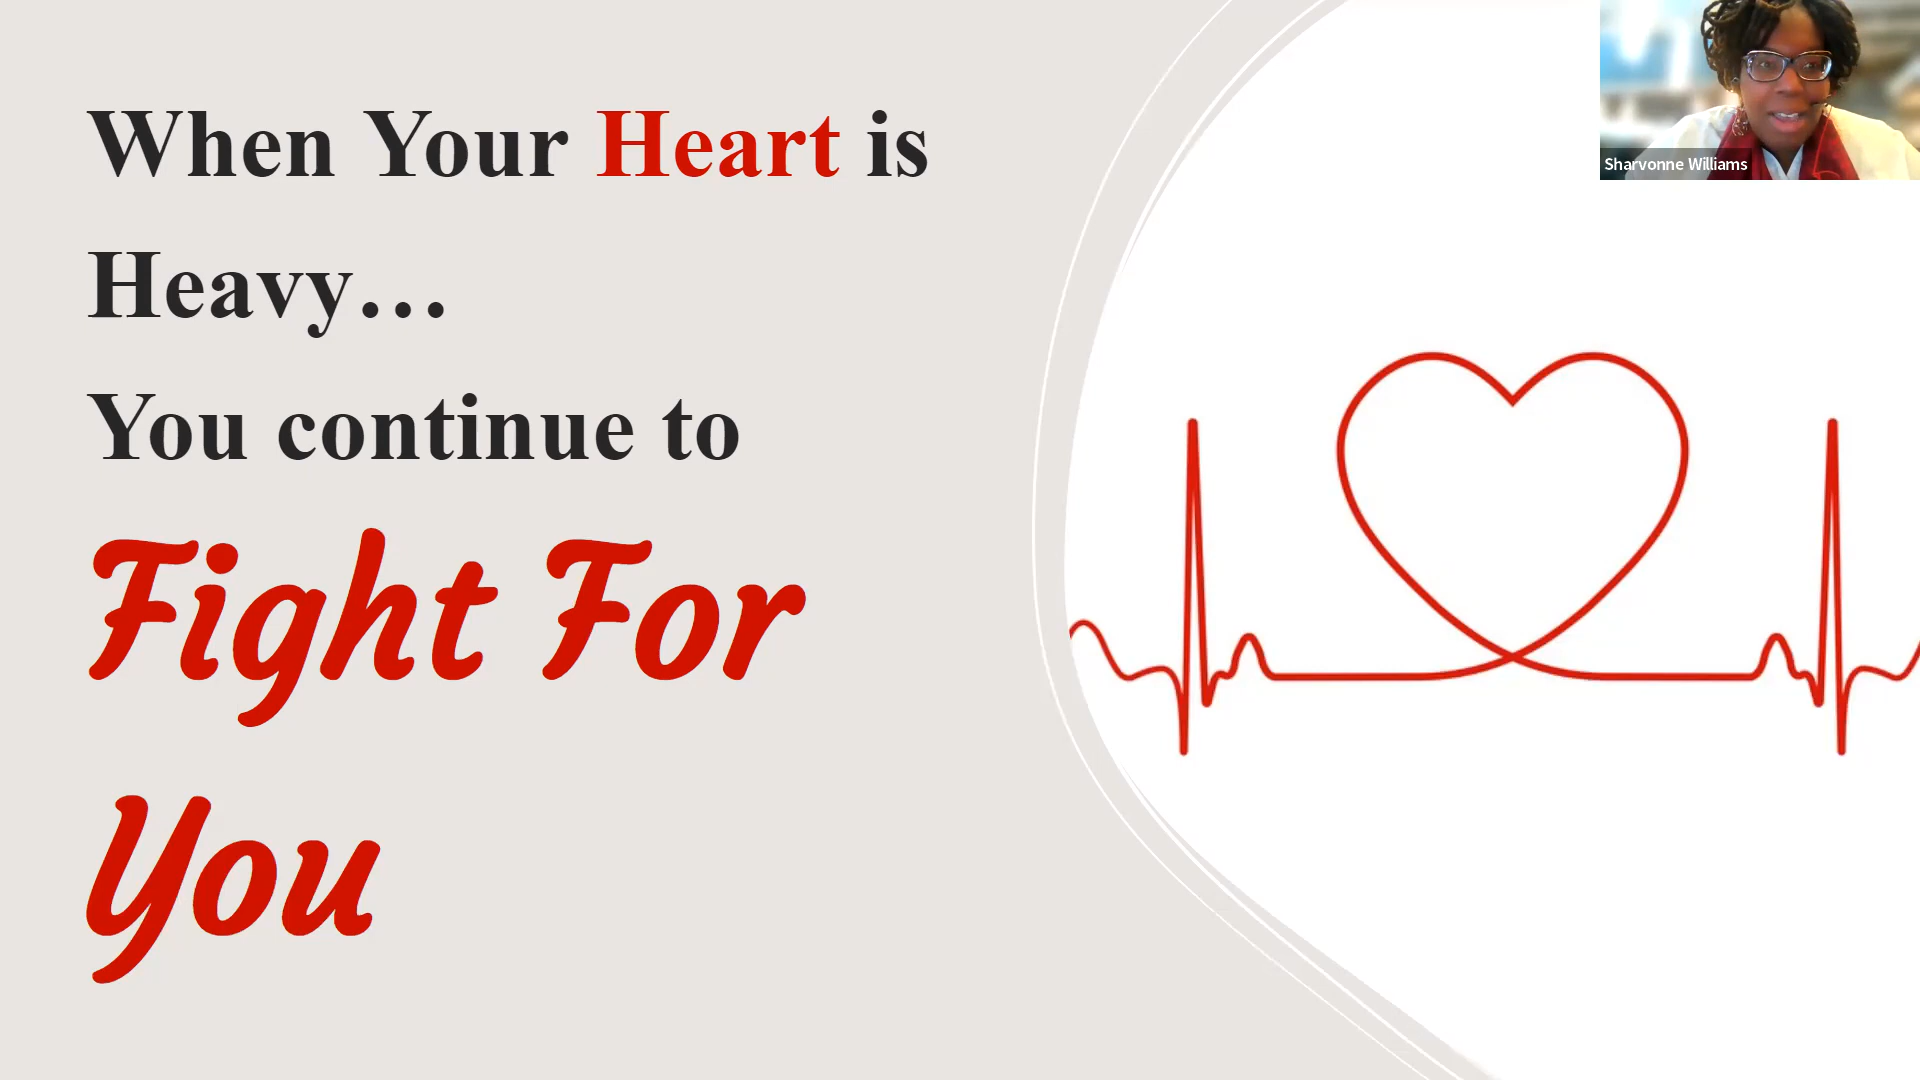 When Your Heart is
Heavy…
You continue to
Fight For
You
Sharvonne Williams